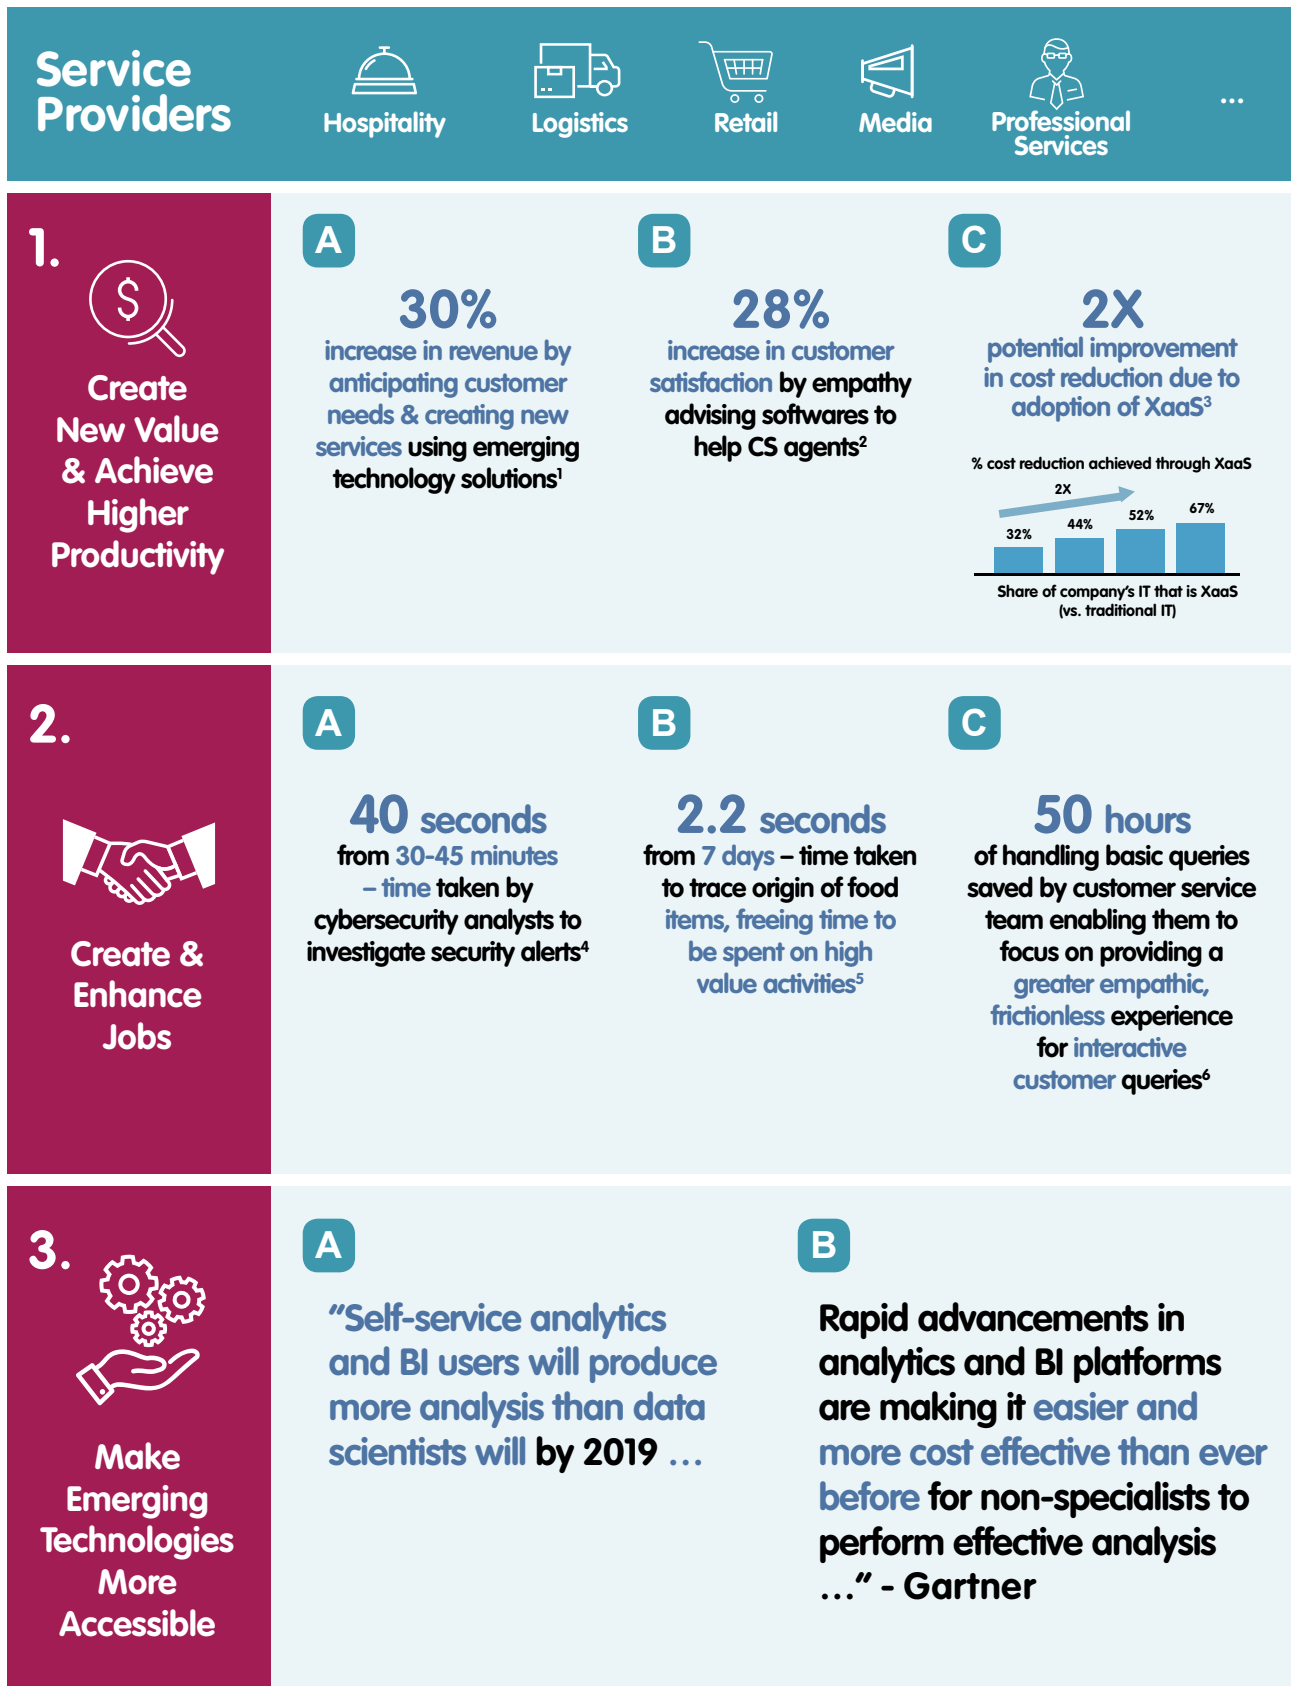 Service
Providers
Hospitality
Logistics
Retail
Media
Professional
Services
...
1.
Create
New Value
& Achieve
Higher
Productivity
A
30%
increase in revenue by
anticipating customer
needs & creating new
services using emerging
technology solutions¹
B
28%
increase in customer
satisfaction by empathy
advising softwares to
help CS agents²
C
2X
potential improvement
in cost reduction due to
adoption of XaaS³
% cost reduction achieved through XaaS
2X
32%
44%
52%
67%
Share of company's IT that is XaaS
(vs. traditional IT)
2.
Create &
Enhance
Jobs
A
40 seconds
from 30-45 minutes
– time taken by
cybersecurity analysts to
investigate security alerts⁴
B
2.2 seconds
from 7 days – time taken
to trace origin of food
items, freeing time to
be spent on high
value activities⁵
C
50 hours
of handling basic queries
saved by customer service
team enabling them to
focus on providing a
greater empathic,
frictionless experience
for interactive
customer queries⁶
3.
Make
Emerging
Technologies
More
Accessible
A
“Self-service analytics
and BI users will produce
more analysis than data
scientists will by 2019 …
B
Rapid advancements in
analytics and BI platforms
are making it easier and
more cost effective than ever
before for non-specialists to
perform effective analysis
…” - Gartner